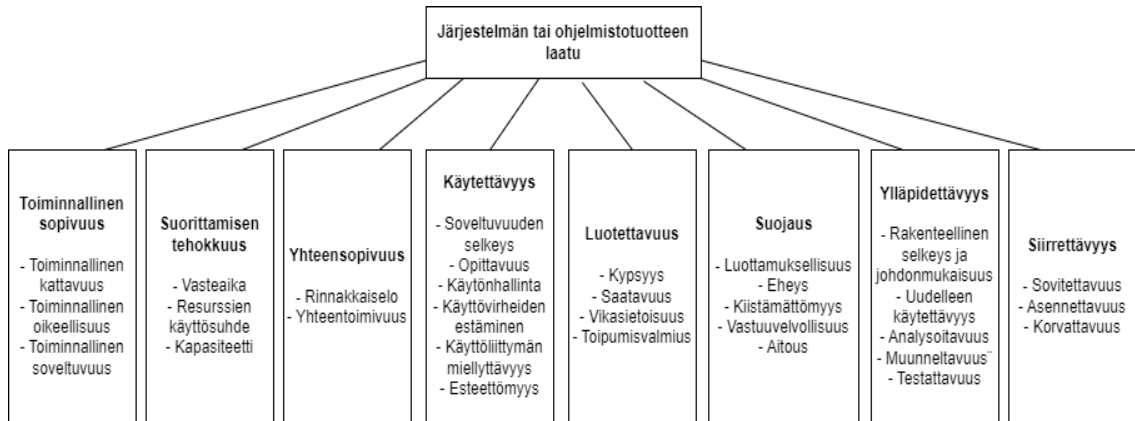 Järjestelmän tai ohjelmistotuotteen
laatu
Toiminnallinen
sopivuus
- Toiminnallinen
kattavuus
- Toiminnallinen
oikeellisuus
- Toiminnallinen
soveltuvuus
Suorittamisen
tehokkuus
- Vasteaika
- Resurssien
käyttösuhde
- Kapasiteetti
Yhteensopivuus
- Rinnakkaiselo
- Yhteentoimivuus
Käytettävyys
- Soveltuvuuden
selkeys
- Opittavuus
- Käytönhallinta
- Käyttövirheiden
estäminen
- Käyttöliittymän
miellyttävyys
- Esteettömyys
Luotettavuus
- Kypsyys
- Saatavuus
- Vikasietoisuus
- Toipumisvalmius
Suojaus
- Luottamuksellisuus
- Eheys
- Kiistämättömyys
- Vastuuvelvollisuus
- Aitous
Ylläpidettävyys
- Rakenteellinen
selkeys ja
johdonmukaisuus
- Uudelleen
käytettävyys
- Analysoitavuus
- Muunneltavuus¨
- Testattavuus
Siirrettävyys
- Sovitettavuus
- Asennettavuus
- Korvattavuus